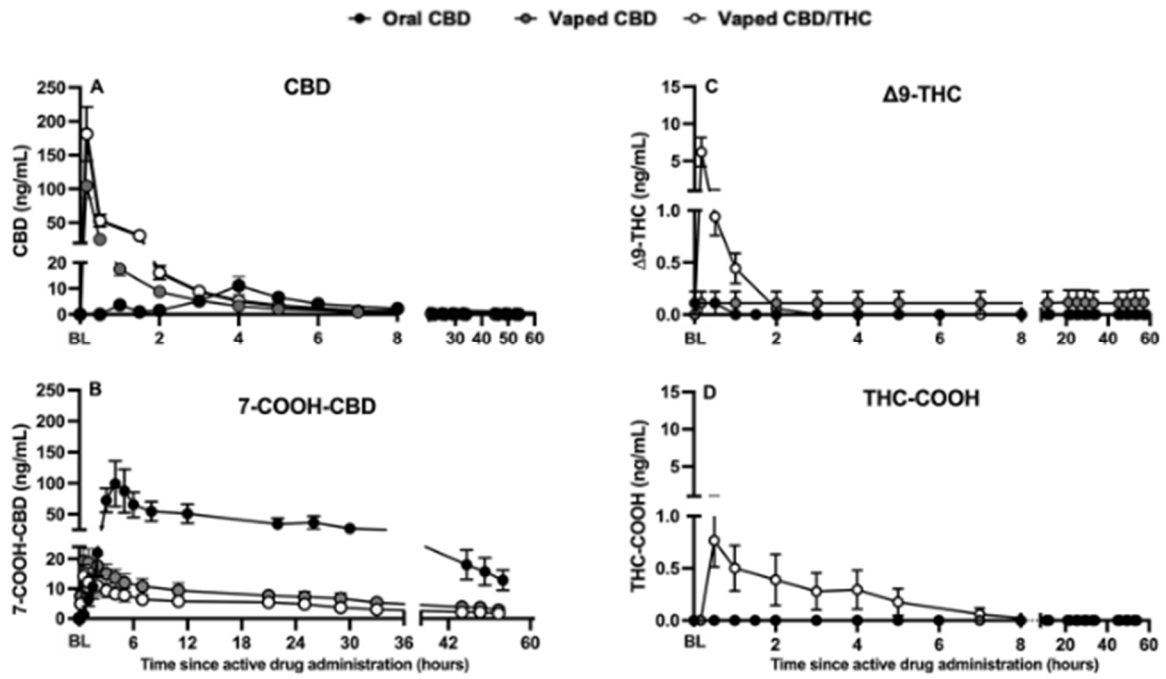 Oral CBD Vaped CBD Vaped CBD/THC
A
CBD
250
200
150
100
50
20
10
0
CBD (ng/mL)
BL 2 4 6 8 30 40 50 60
C
Δ9-THC
15
10
5
1.0
0.5
0.0
Δ9-THC (ng/mL)
BL 2 4 6 8 20 40 60
B
7-COOH-CBD
250
200
150
100
50
20
10
0
7-COOH-CBD (ng/mL)
BL 6 12 18 24 30 36 42 60
Time since active drug administration (hours)
D
THC-COOH
15
10
5
1.0
0.5
0.0
THC-COOH (ng/mL)
BL 2 4 6 8 20 40 60
Time since active drug administration (hours)